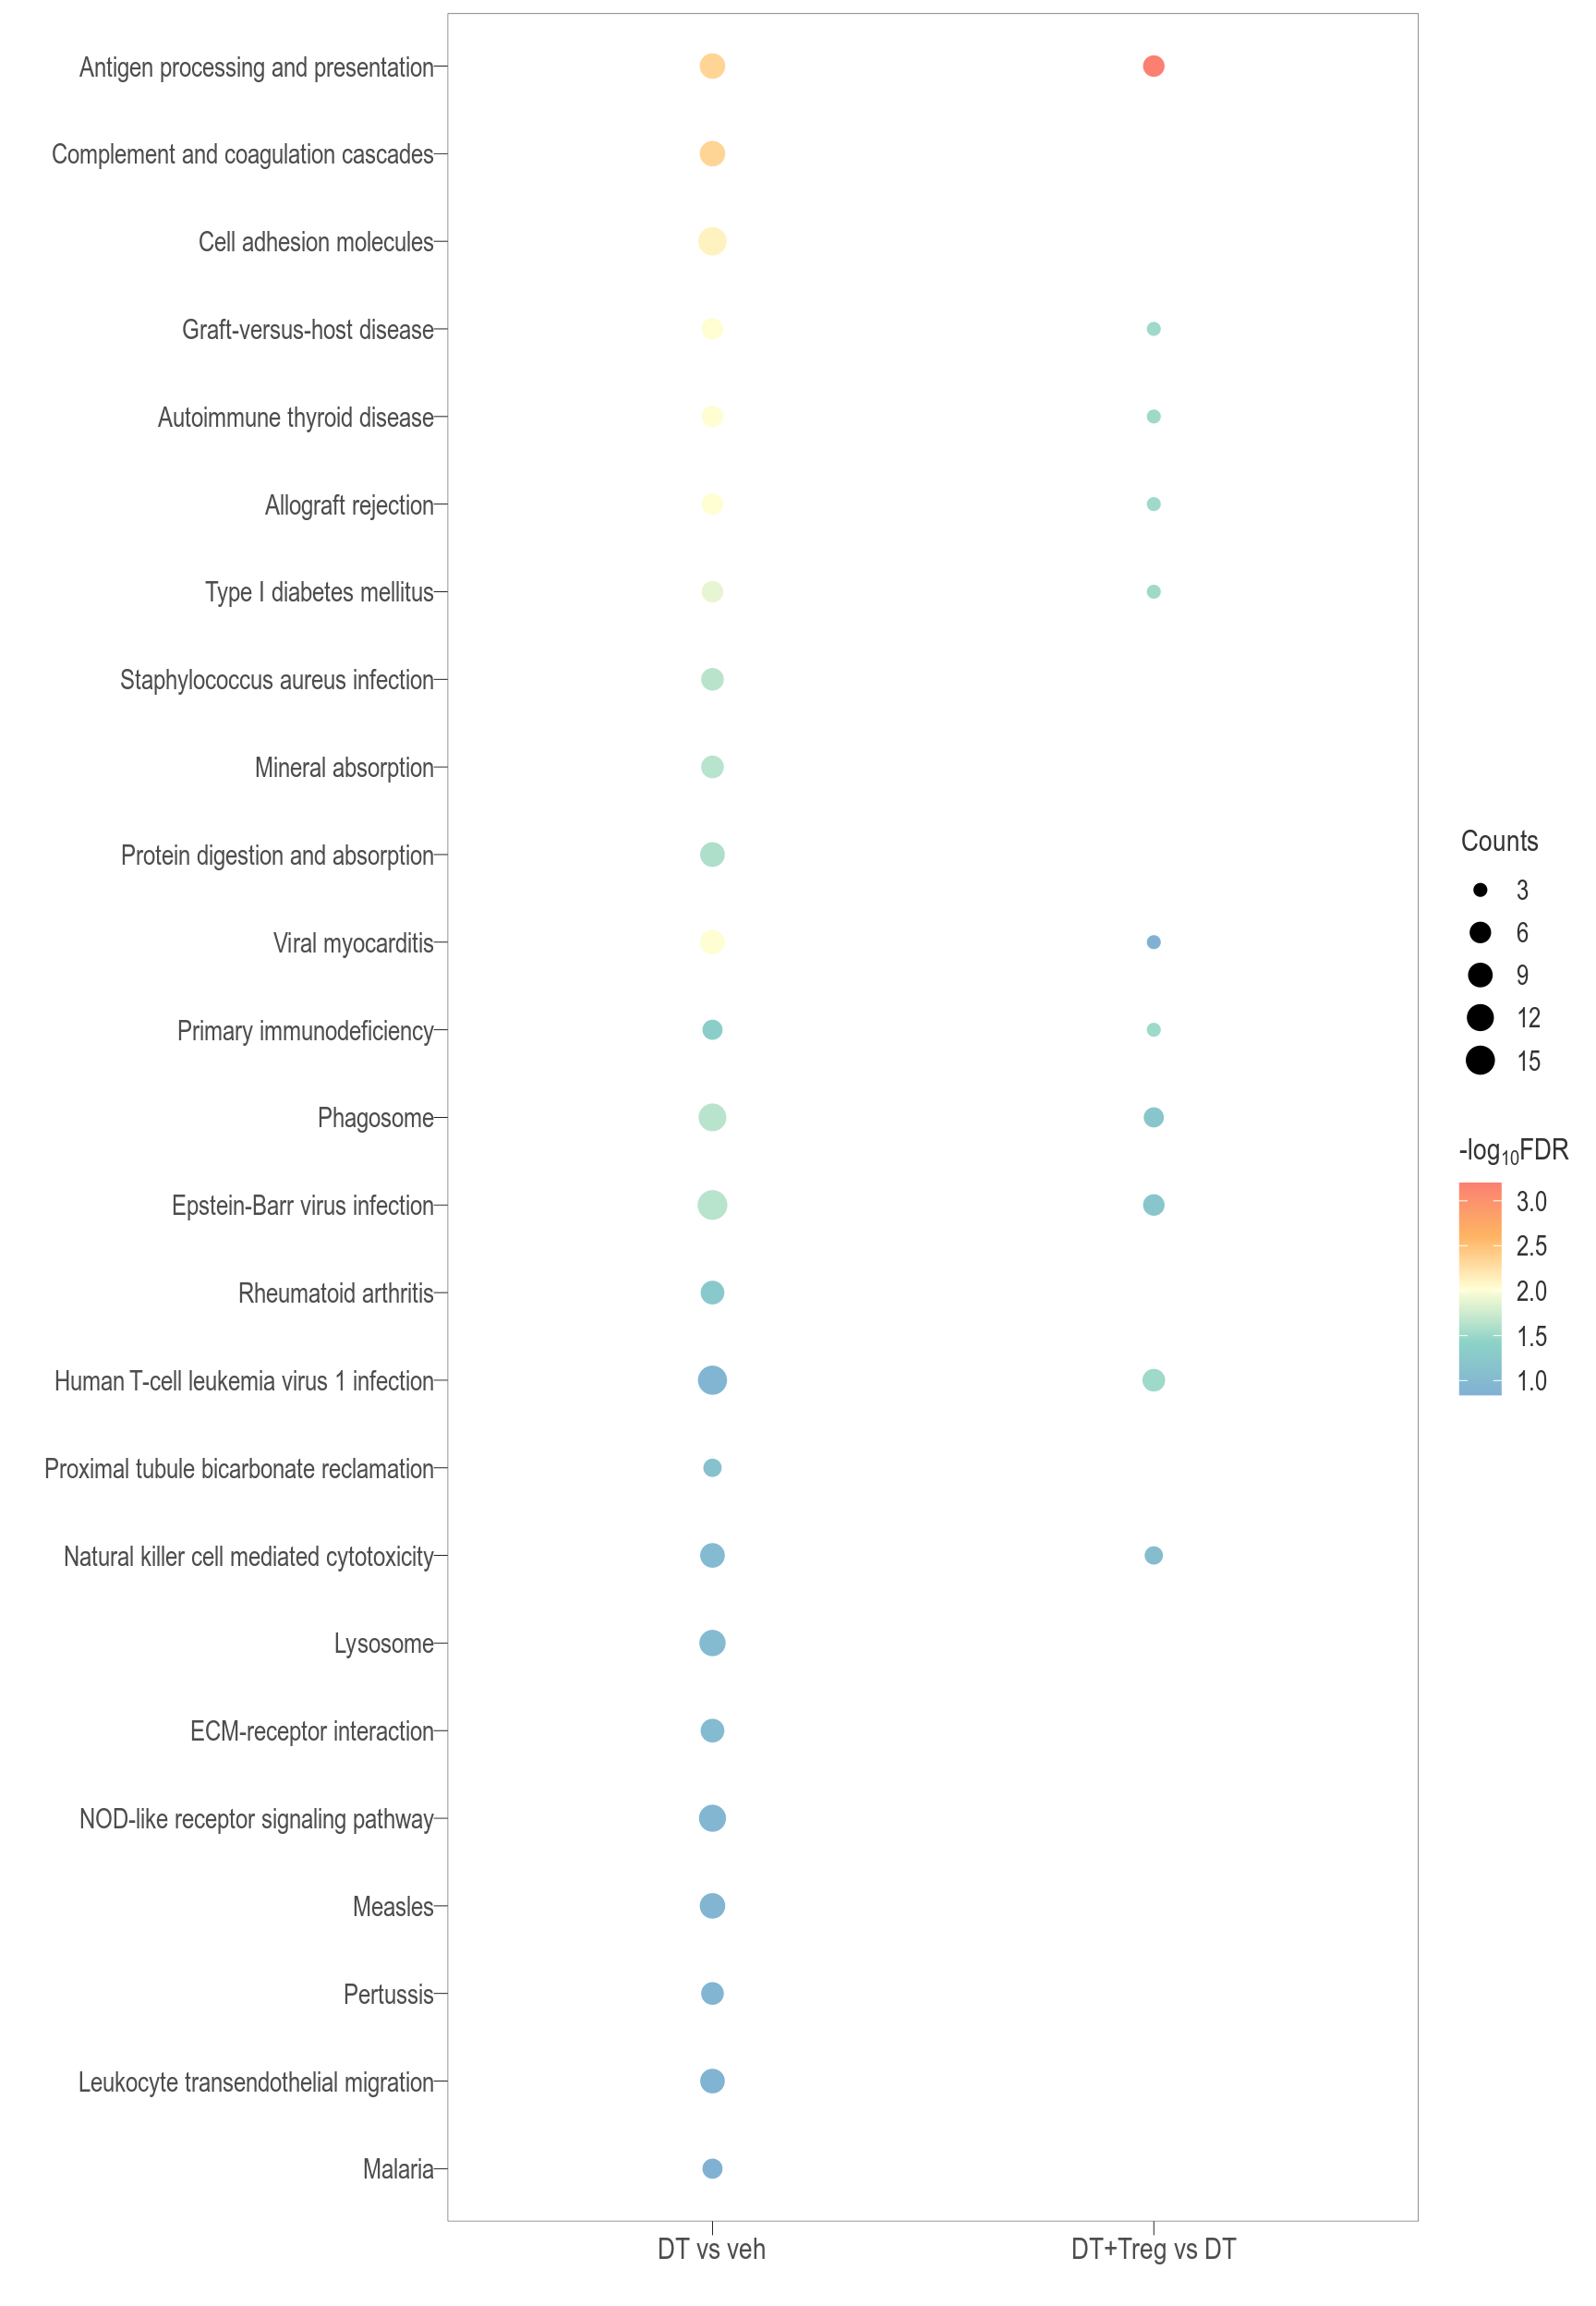 Antigen processing and presentation
Complement and coagulation cascades
Cell adhesion molecules
Graft-versus-host disease
Autoimmune thyroid disease
Allograft rejection
Type I diabetes mellitus
Staphylococcus aureus infection
Mineral absorption
Protein digestion and absorption
Viral myocarditis
Primary immunodeficiency
Phagosome
Epstein-Barr virus infection
Rheumatoid arthritis
Human T-cell leukemia virus 1 infection
Proximal tubule bicarbonate reclamation
Natural killer cell mediated cytotoxicity
Lysosome
ECM-receptor interaction
NOD-like receptor signaling pathway
Measles
Pertussis
Leukocyte transendothelial migration
Malaria
DT vs veh
DT+Treg vs DT
Counts
3
6
9
12
15
-log₁₀FDR
3.0
2.5
2.0
1.5
1.0